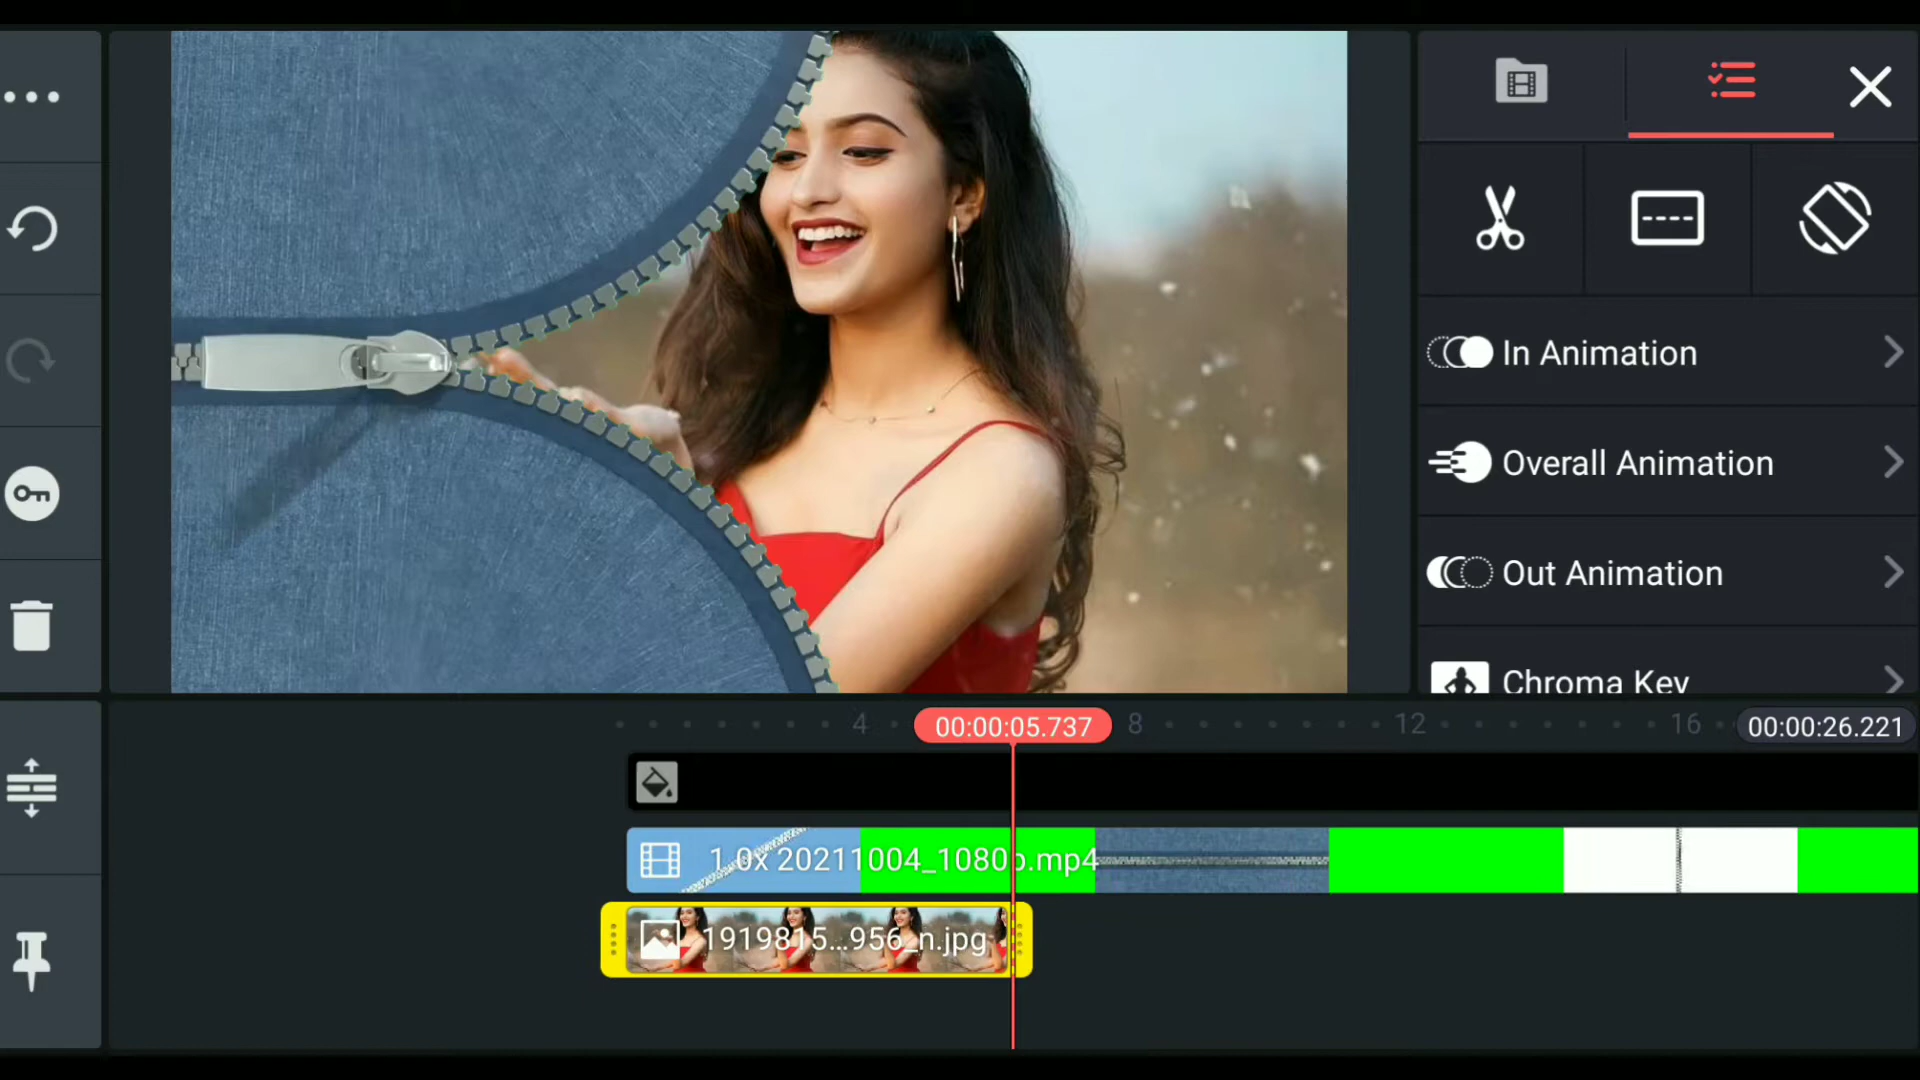 In Animation
Overall Animation
Out Animation
Chroma Key
4
00:00:05.737
8
12
16
00:00:26.221
1.0x 20211004_1080p.mp4
1919815...956_n.jpg